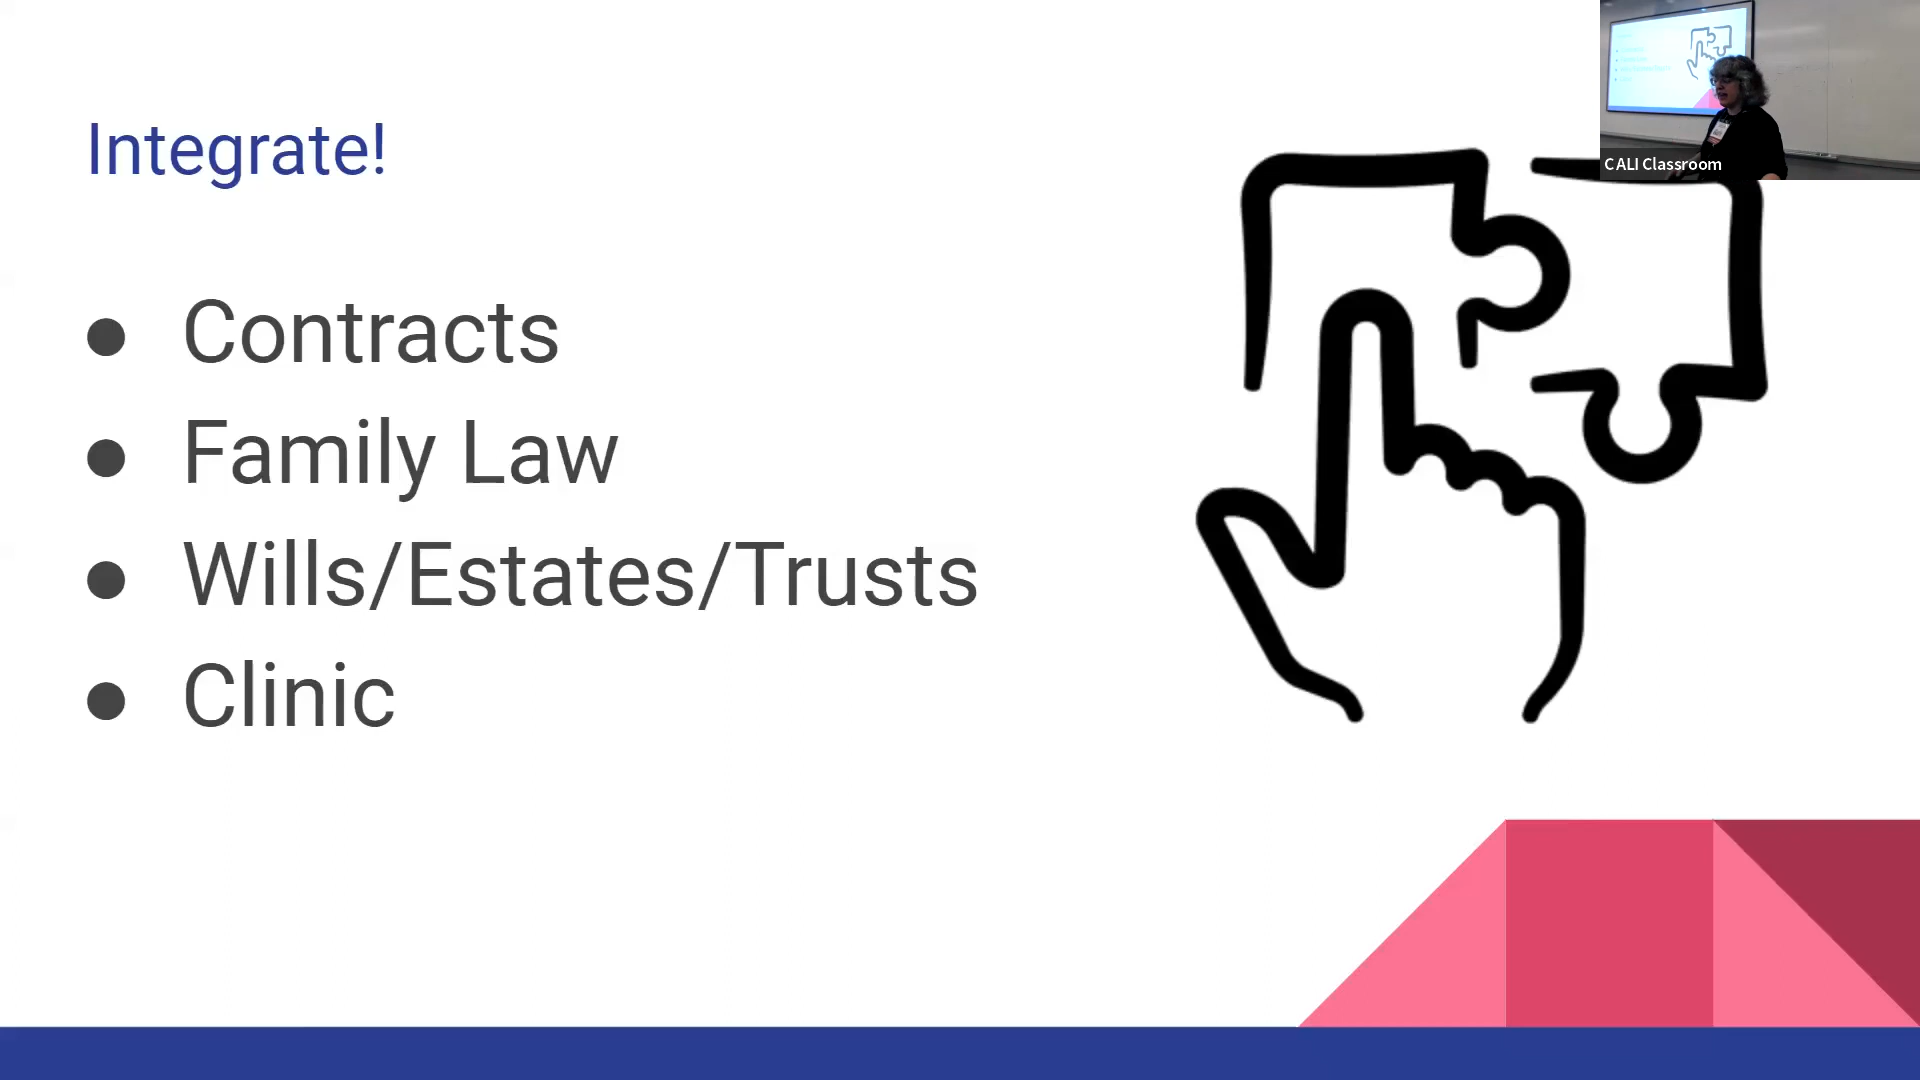 Integrate!
● Contracts
● Family Law
● Wills/Estates/Trusts
● Clinic
CALI Classroom